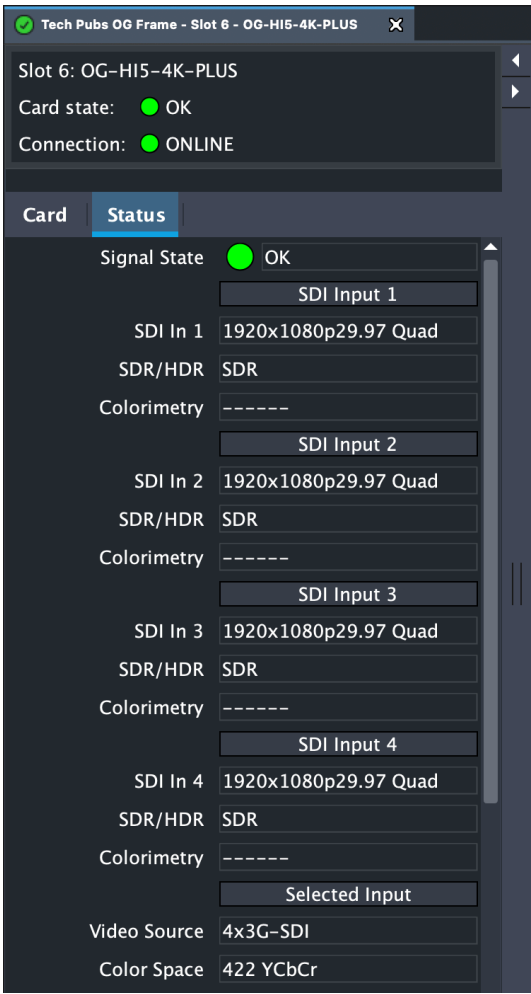 Tech Pubs OG Frame - Slot 6 - OG-HI5-4K-PLUS
Slot 6: OG-HI5-4K-PLUS
Card state: OK
Connection: ONLINE
Card Status
Signal State OK
SDI Input 1
SDI In 1 1920x1080p29.97 Quad
SDR/HDR SDR
Colorimetry ------
SDI Input 2
SDI In 2 1920x1080p29.97 Quad
SDR/HDR SDR
Colorimetry ------
SDI Input 3
SDI In 3 1920x1080p29.97 Quad
SDR/HDR SDR
Colorimetry ------
SDI Input 4
SDI In 4 1920x1080p29.97 Quad
SDR/HDR SDR
Colorimetry ------
Selected Input
Video Source 4x3G-SDI
Color Space 422 YCbCr